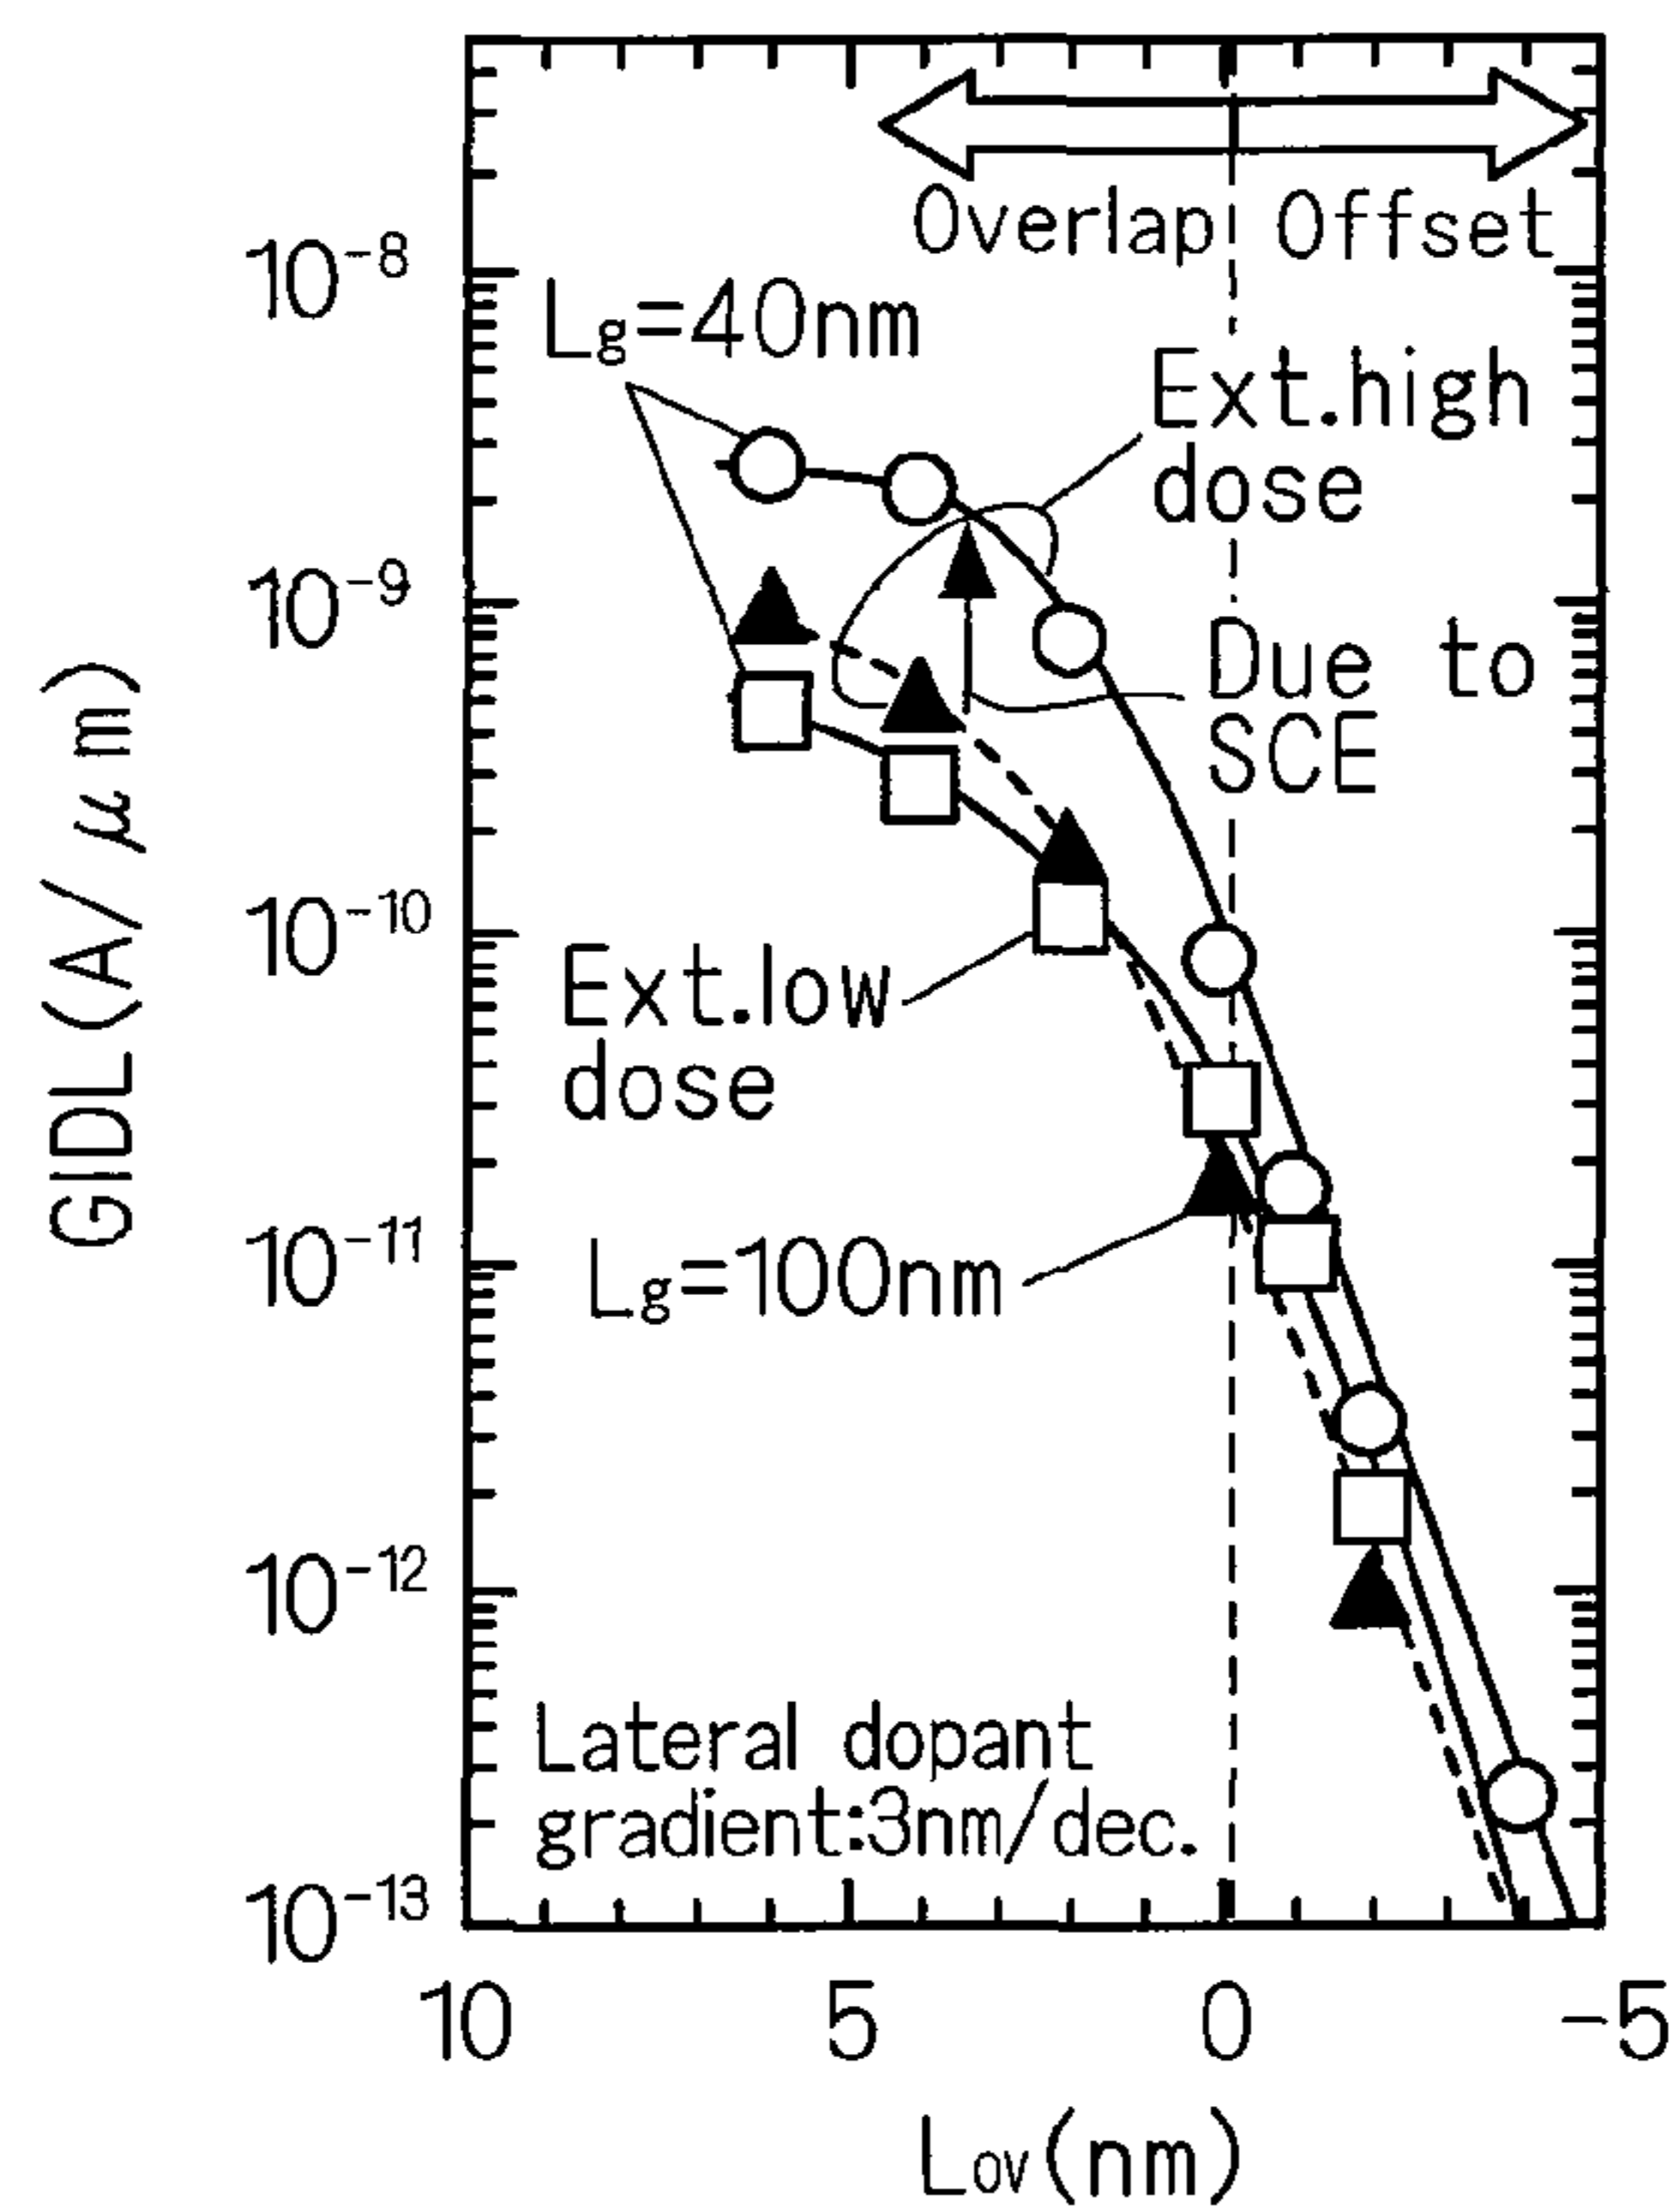 Overlap Offset
10⁻⁸
Lg=40nm
Ext.high
dose
10⁻⁹
Due to
SCE
GIDL(A/μm)
10⁻¹⁰
Ext.low
dose
10⁻¹¹
Lg=100nm
10⁻¹²
Lateral dopant
gradient:3nm/dec.
10⁻¹³
10 5 0 -5
Lov(nm)